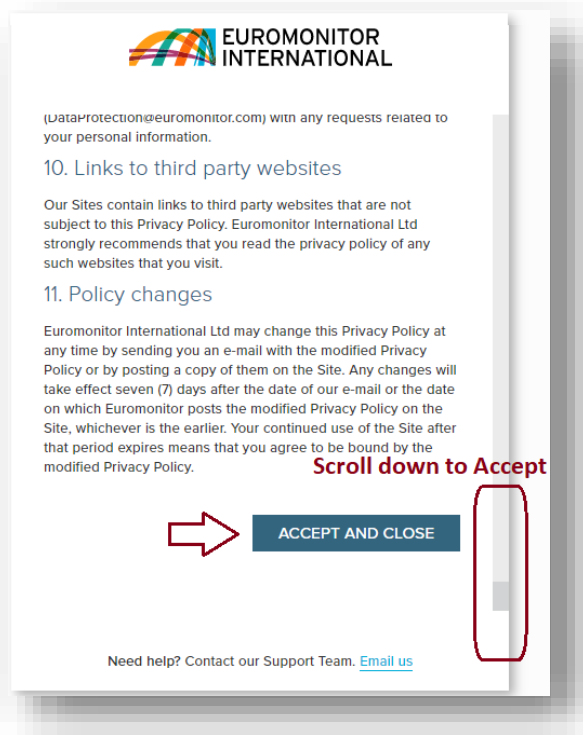 EUROMONITOR
INTERNATIONAL
(DataProtection@euromonitor.com) with any requests related to
your personal information.
10. Links to third party websites
Our Sites contain links to third party websites that are not
subject to this Privacy Policy. Euromonitor International Ltd
strongly recommends that you read the privacy policy of any
such websites that you visit.
11. Policy changes
Euromonitor International Ltd may change this Privacy Policy at
any time by sending you an e-mail with the modified Privacy
Policy or by posting a copy of them on the Site. Any changes will
take effect seven (7) days after the date of our e-mail or the date
on which Euromonitor posts the modified Privacy Policy on the
Site, whichever is the earlier. Your continued use of the Site after
that period expires means that you agree to be bound by the
modified Privacy Policy.
Scroll down to Accept
ACCEPT AND CLOSE
Need help? Contact our Support Team. Email us